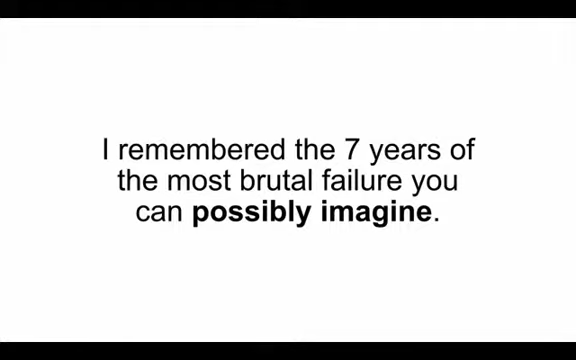 I remembered the 7 years of
the most brutal failure you
can possibly imagine.